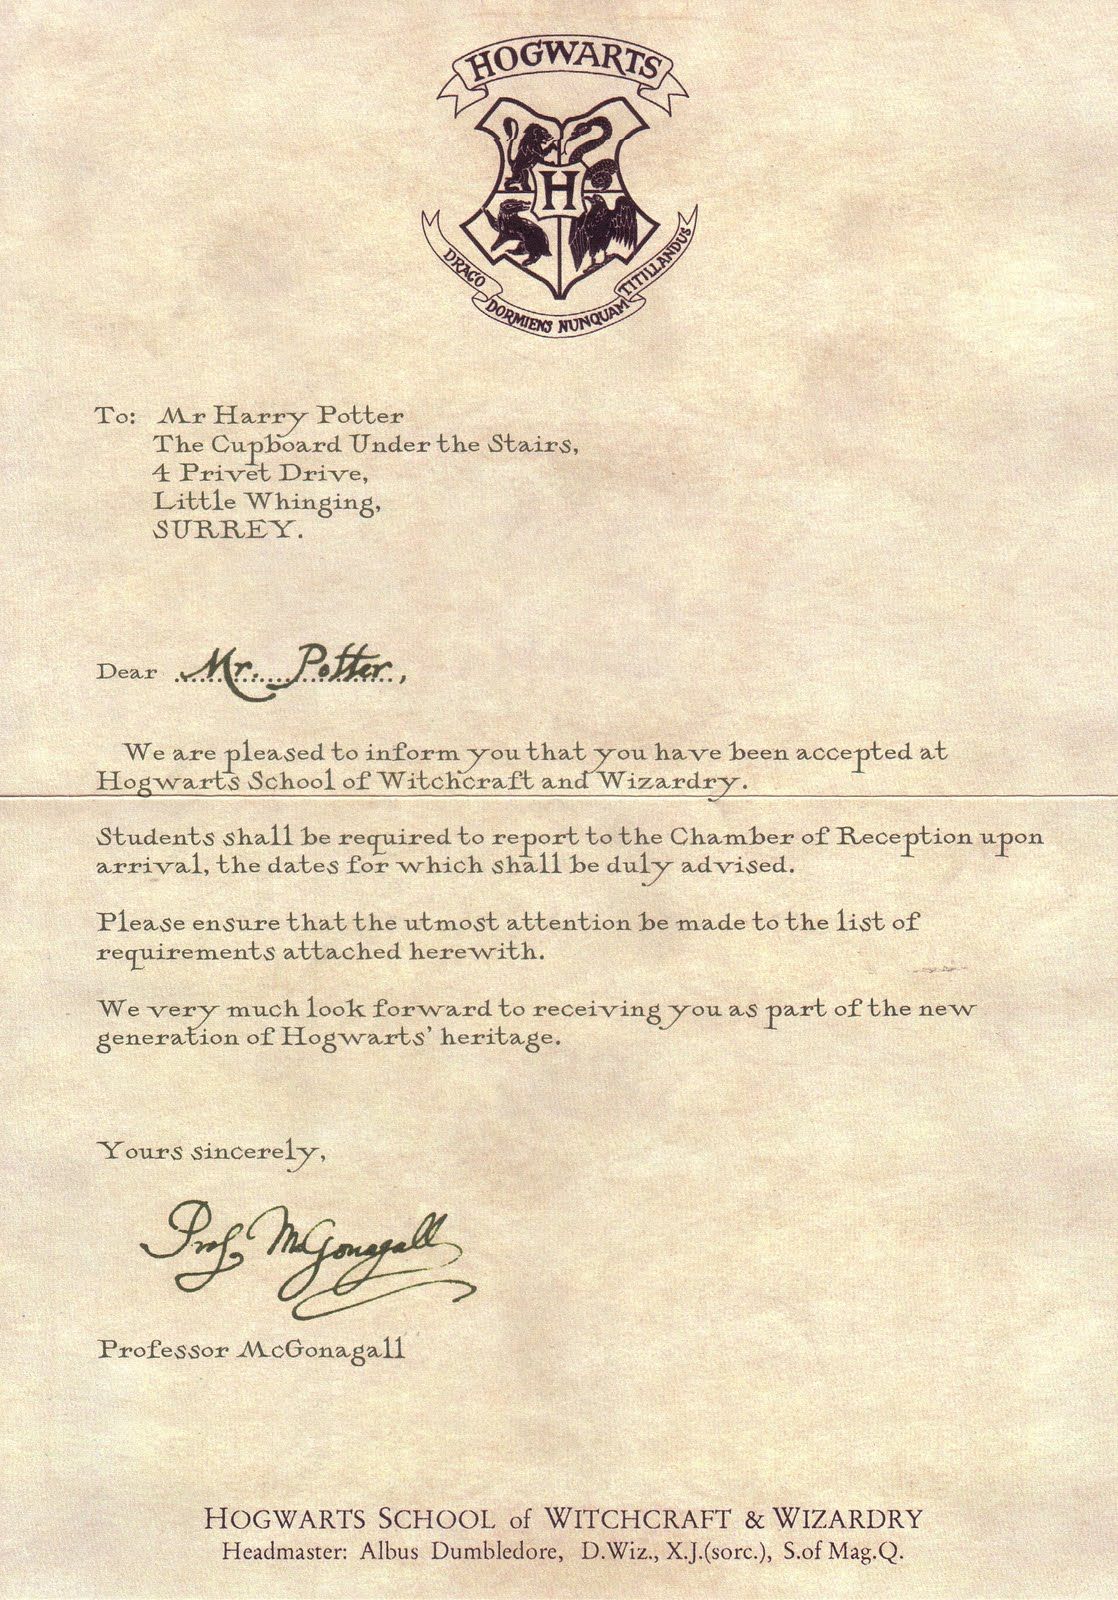 HOGWARTS
H
DRACO DORMIENS NUNQUAM TITILLANDUS
To: Mr Harry Potter
The Cupboard Under the Stairs,
4 Privet Drive,
Little Whinging,
SURREY.
Dear Mr. Potter,
We are pleased to inform you that you have been accepted at
Hogwarts School of Witchcraft and Wizardry.
Students shall be required to report to the Chamber of Reception upon
arrival, the dates for which shall be duly advised.
Please ensure that the utmost attention be made to the list of
requirements attached herewith.
We very much look forward to receiving you as part of the new
generation of Hogwarts' heritage.
Yours sincerely,
Prof. McGonagall
Professor McGonagall
HOGWARTS SCHOOL of WITCHCRAFT & WIZARDRY
Headmaster: Albus Dumbledore, D.Wiz., X.J.(sorc.), S.of Mag.Q.